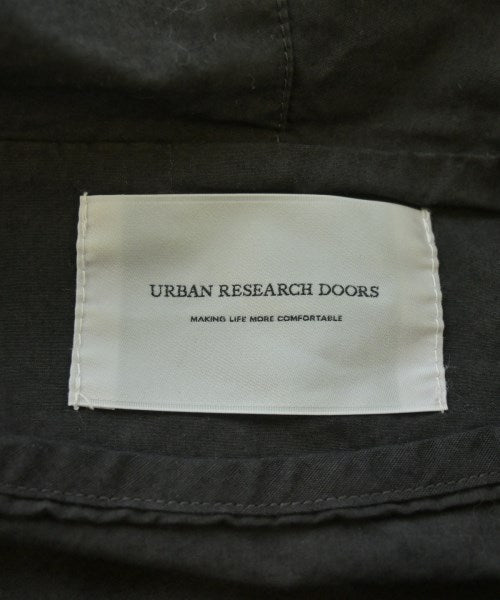 URBAN RESEARCH DOORS
MAKING LIFE MORE COMFORTABLE